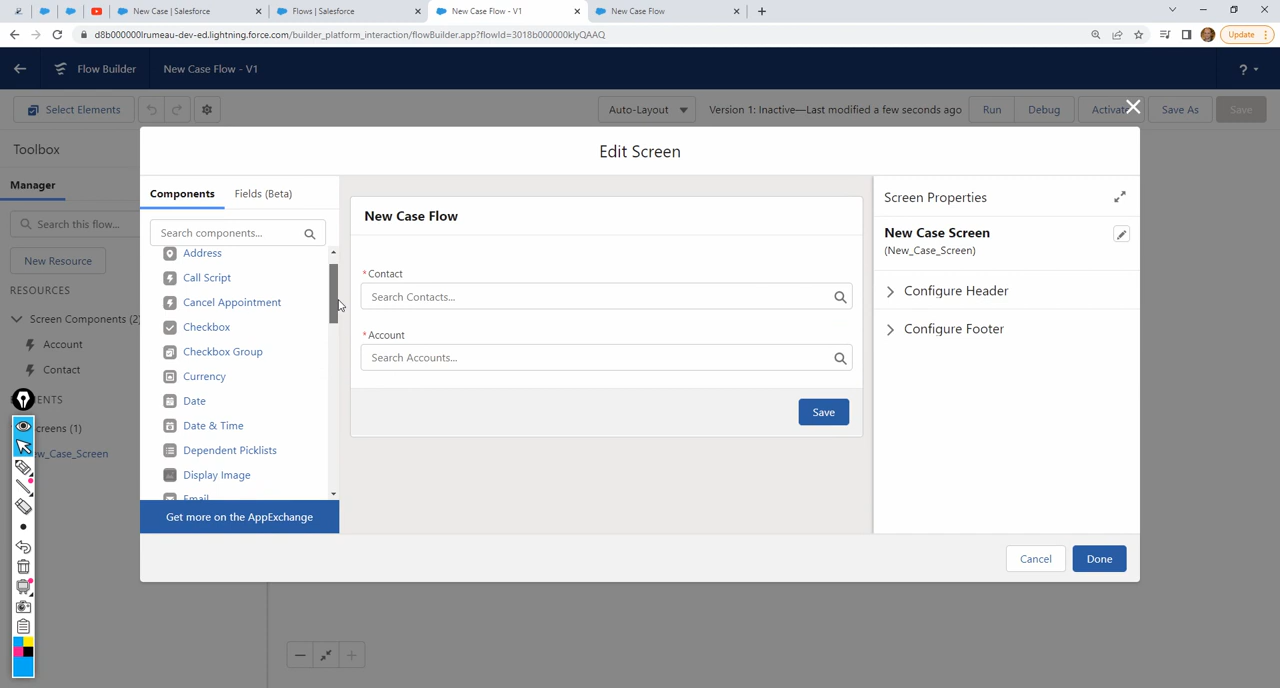 New Case | Salesforce
Flows | Salesforce
New Case Flow - V1
New Case Flow
d8b000000lrumeau-dev-ed.lightning.force.com/builder_platform_interaction/flowBuilder.app?flowId=3018b000000klyQAAQ
Update
Flow Builder
New Case Flow - V1
?
Select Elements
Auto-Layout
Version 1: Inactive—Last modified a few seconds ago
Run
Debug
Activate
Save As
Save
Toolbox
Manager
Search this flow...
New Resource
RESOURCES
Screen Components (2)
Account
Contact
ENTS
creens (1)
ew_Case_Screen
Edit Screen
Components
Fields (Beta)
Search components...
Address
Call Script
Cancel Appointment
Checkbox
Checkbox Group
Currency
Date
Date & Time
Dependent Picklists
Display Image
Email
Get more on the AppExchange
New Case Flow
* Contact
Search Contacts...
* Account
Search Accounts...
Save
Screen Properties
New Case Screen
(New_Case_Screen)
Configure Header
Configure Footer
Cancel
Done